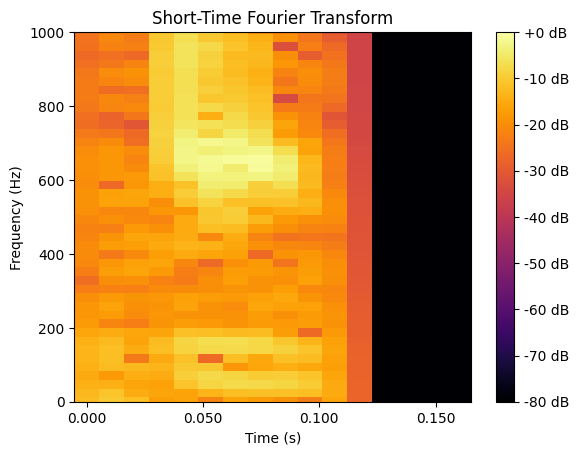 Short-Time Fourier Transform
1000
800
600
400
200
0
Frequency (Hz)
0.000
0.050
0.100
0.150
Time (s)
+0 dB
-10 dB
-20 dB
-30 dB
-40 dB
-50 dB
-60 dB
-70 dB
-80 dB